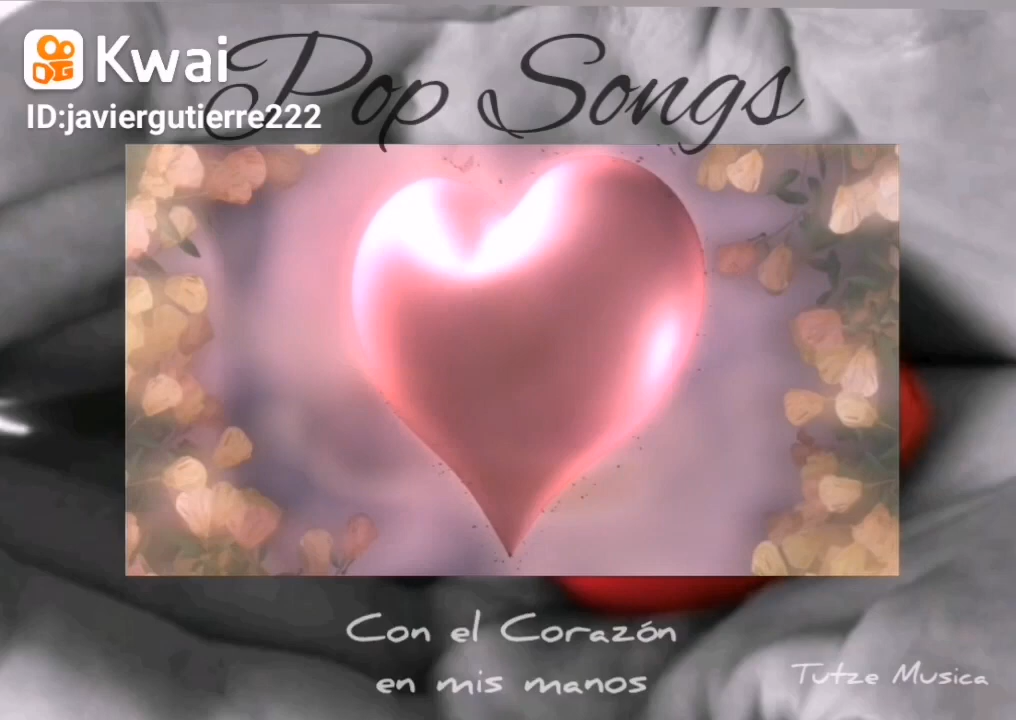 Kwai
Pop Songs
ID:javiergutierre222
Con el Corazón
en mis manos
Tutze Musica